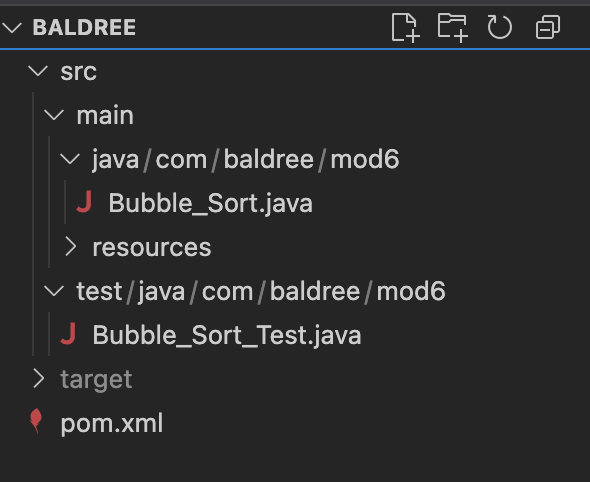 BALDREE
src
main
java/com/baldree/mod6
J Bubble_Sort.java
resources
test/java/com/baldree/mod6
J Bubble_Sort_Test.java
target
pom.xml